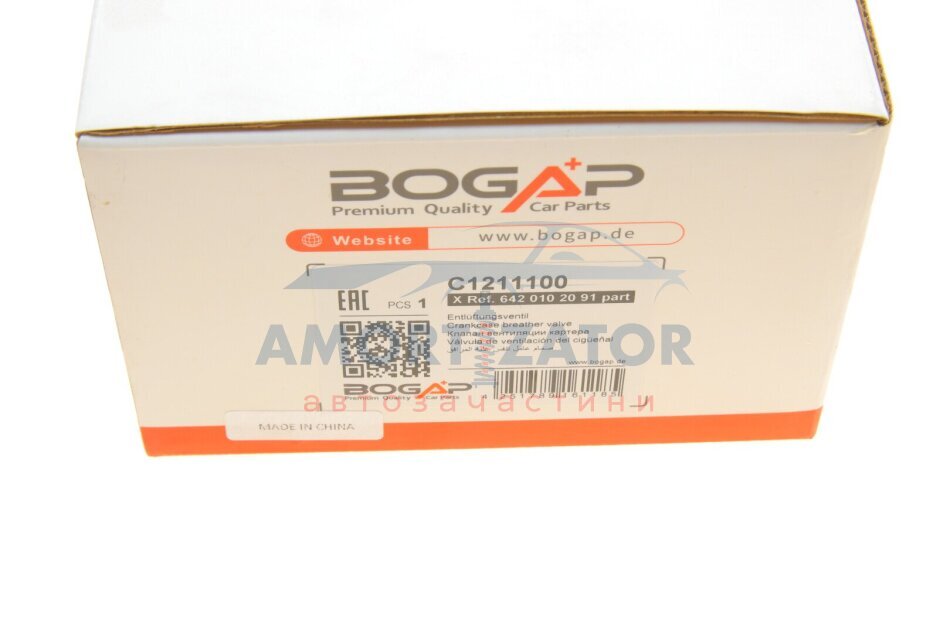 BOGAP
Premium Quality Car Parts
Website www.bogap.de
C1211100
X Ref. 642 010 20 91 part
EAC PCS 1
Entlüftungsventil
Crankcase breather valve
Клапан вентиляции картера
Válvula de ventilación del cigueñal
www.bogap.de
AMORTIZATOR
BOGAP
Premium Quality Car Parts
автозапчастини
MADE IN CHINA